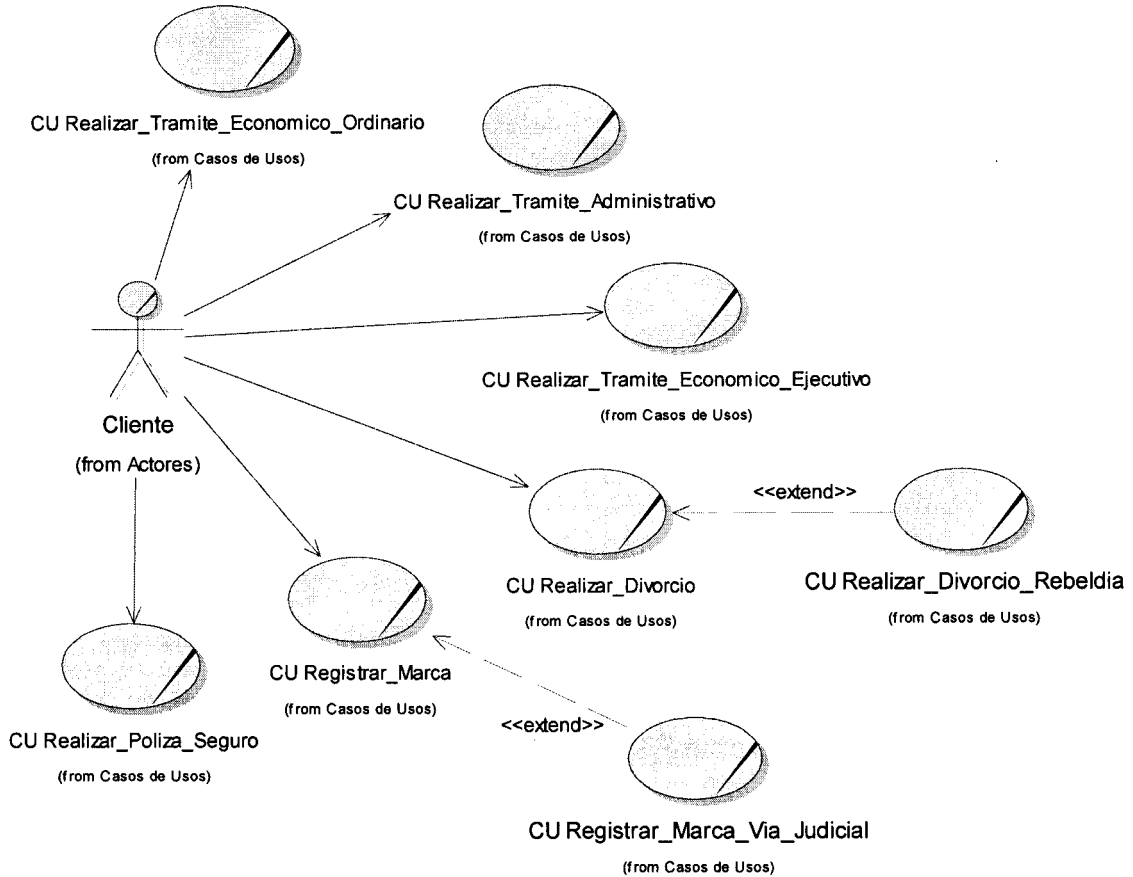 CU Realizar_Tramite_Economico_Ordinario
(from Casos de Usos)
CU Realizar_Tramite_Administrativo
(from Casos de Usos)
CU Realizar_Tramite_Economico_Ejecutivo
(from Casos de Usos)
Cliente
(from Actores)
<<extend>>
CU Realizar_Divorcio
(from Casos de Usos)
CU Realizar_Divorcio_Rebeldia
(from Casos de Usos)
CU Registrar_Marca
(from Casos de Usos)
<<extend>>
CU Realizar_Poliza_Seguro
(from Casos de Usos)
CU Registrar_Marca_Via_Judicial
(from Casos de Usos)